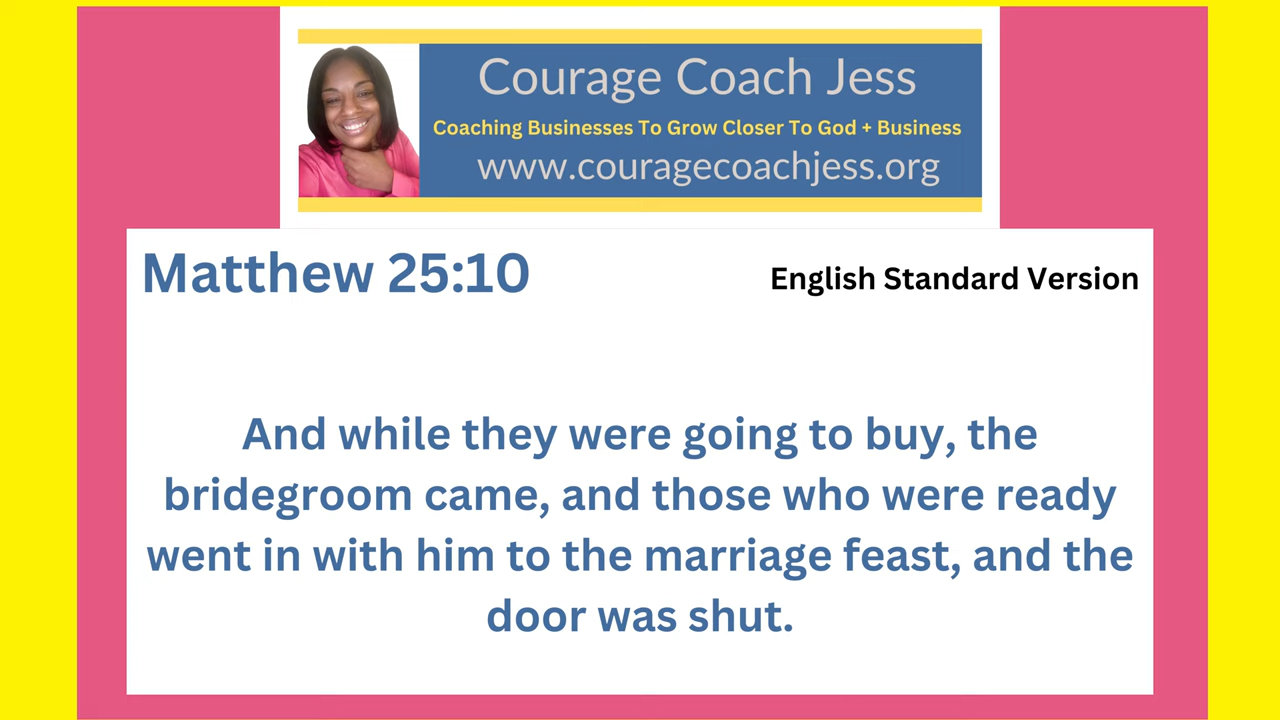 Courage Coach Jess
Coaching Businesses To Grow Closer To God + Business
www.couragecoachjess.org
Matthew 25:10
English Standard Version
And while they were going to buy, the
bridegroom came, and those who were ready
went in with him to the marriage feast, and the
door was shut.